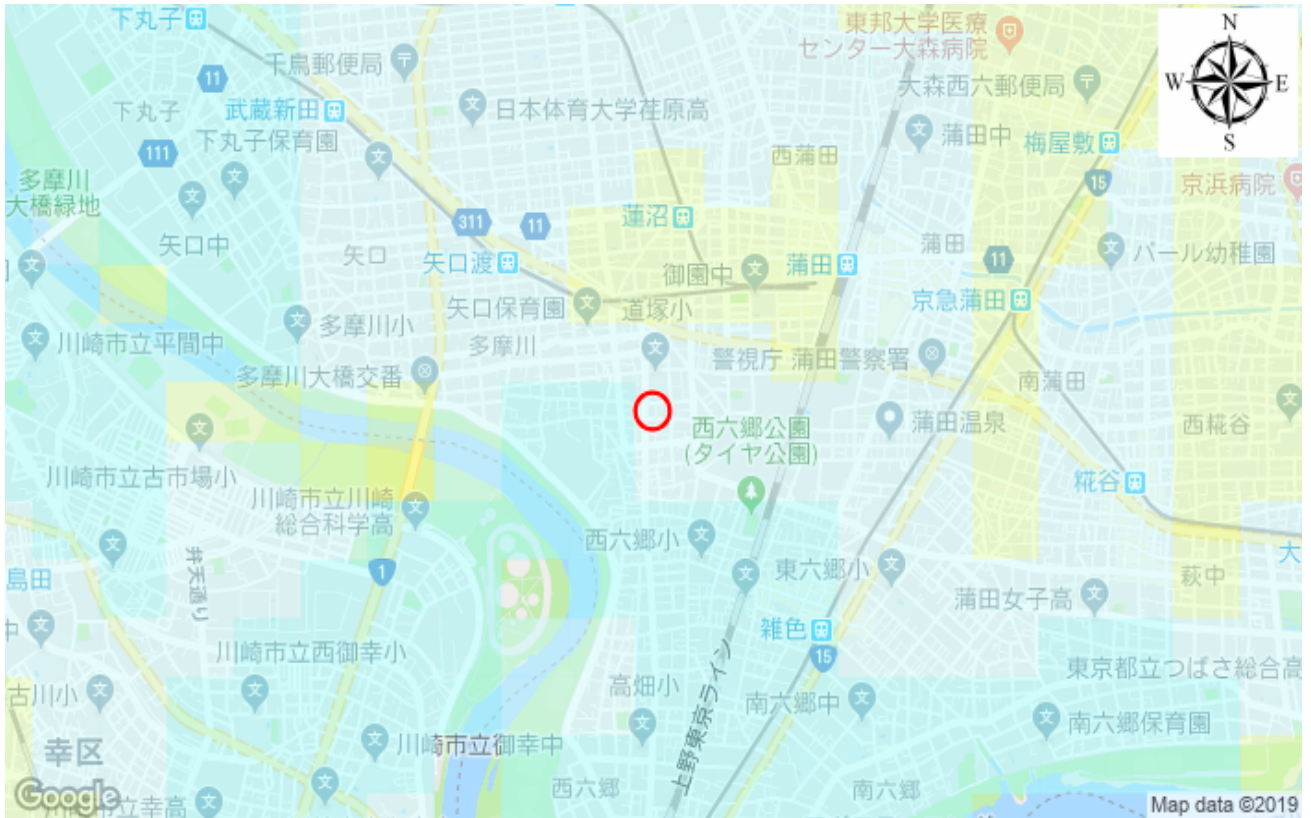 下丸子
東邦大学医療
センター大森病院
N
W
E
S
千鳥郵便局
大森西六郵便局
11
下丸子
武蔵新田
日本体育大学荏原高
蒲田中
梅屋敷
下丸子保育園
111
西蒲田
15
京浜病院
多摩川
大橋緑地
蓮沼
311
11
矢口中
矢口
蒲田
パール幼稚園
矢口渡
御園中
蒲田
11
京急蒲田
矢口保育園
道塚小
多摩川小
多摩川
川崎市立平間中
警視庁 蒲田警察署
多摩川大橋交番
南蒲田
西六郷公園
(タイヤ公園)
蒲田温泉
西糀谷
川崎市立古市場小
糀谷
川崎市立川崎
総合科学高
西六郷小
大
弁天通り
島田
1
東六郷小
萩中
蒲田女子高
中
雑色
川崎市立西御幸小
15
東京都立つばさ総合高
上野東京ライン
古川小
高畑小
南六郷中
南六郷保育園
幸区
川崎市立御幸中
西六郷
南六郷
Google
市立幸高
Map data ©2019